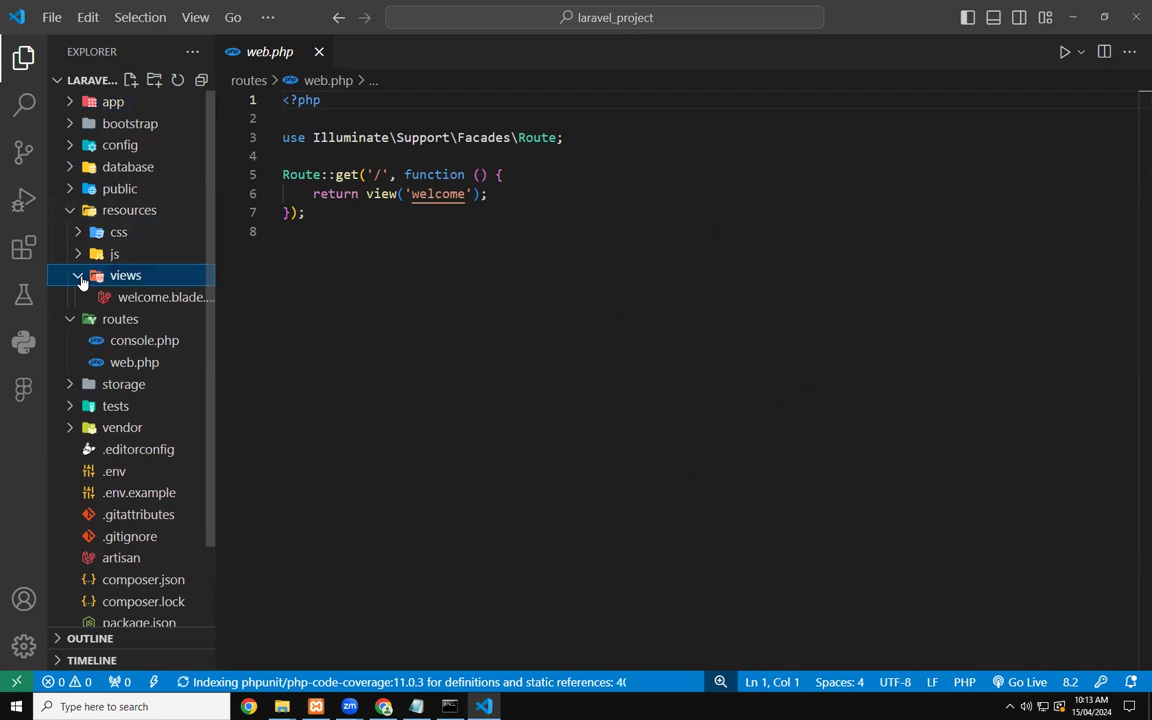 File Edit Selection View Go ··· laravel_project
EXPLORER ···
LARAVE...
app
bootstrap
config
database
public
resources
css
js
views
welcome.blade....
routes
console.php
web.php
storage
tests
vendor
.editorconfig
.env
.env.example
.gitattributes
.gitignore
artisan
composer.json
composer.lock
package.json
OUTLINE
TIMELINE
web.php
routes > web.php > ...
1 <?php
2
3 use Illuminate\Support\Facades\Route;
4
5 Route::get('/', function () {
6 return view('welcome');
7 });
8
0 0 0 Indexing phpunit/php-code-coverage:11.0.3 for definitions and static references: 40 Ln 1, Col 1 Spaces: 4 UTF-8 LF PHP Go Live 8.2
Type here to search
zm
10:13 AM
15/04/2024